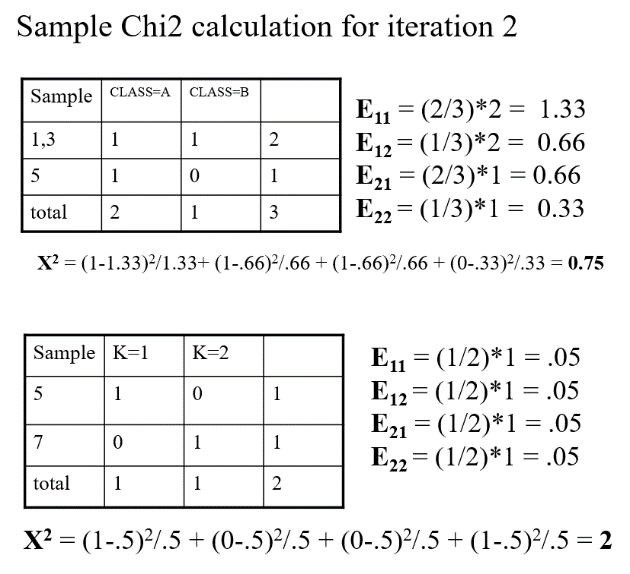 Sample Chi2 calculation for iteration 2
Sample CLASS=A CLASS=B
1,3 1 1 2
5 1 0 1
total 2 1 3
E₁₁ = (2/3)*2 = 1.33
E₁₂ = (1/3)*2 = 0.66
E₂₁ = (2/3)*1 = 0.66
E₂₂ = (1/3)*1 = 0.33
X² = (1-1.33)²/1.33+ (1-.66)²/.66 + (1-.66)²/.66 + (0-.33)²/.33 = 0.75
Sample K=1 K=2
5 1 0 1
7 0 1 1
total 1 1 2
E₁₁ = (1/2)*1 = .05
E₁₂ = (1/2)*1 = .05
E₂₁ = (1/2)*1 = .05
E₂₂ = (1/2)*1 = .05
X² = (1-.5)²/.5 + (0-.5)²/.5 + (0-.5)²/.5 + (1-.5)²/.5 = 2